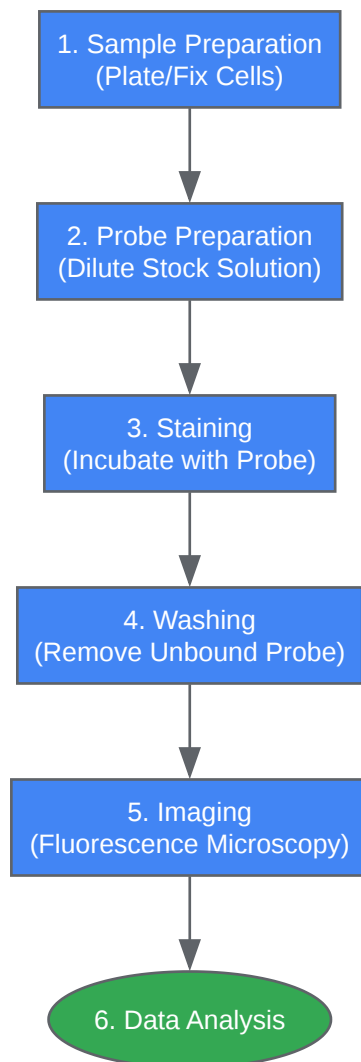 1. Sample Preparation
(Plate/Fix Cells)
2. Probe Preparation
(Dilute Stock Solution)
3. Staining
(Incubate with Probe)
4. Washing
(Remove Unbound Probe)
5. Imaging
(Fluorescence Microscopy)
6. Data Analysis